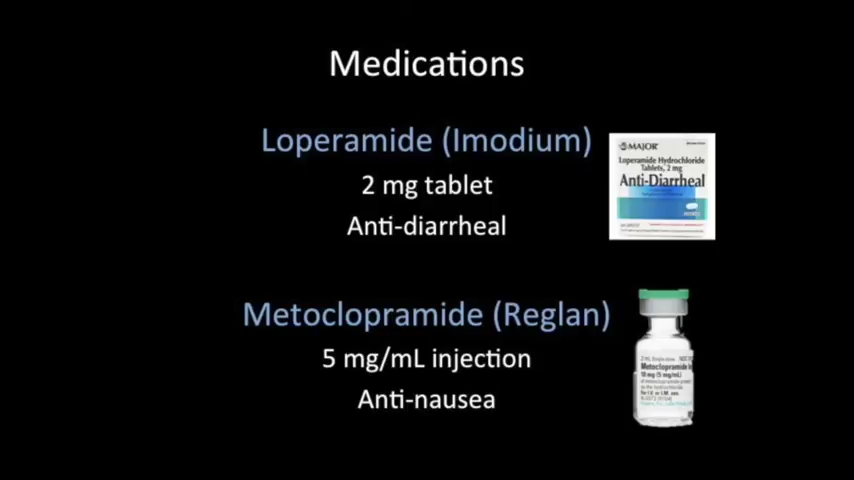 Medications
Loperamide (Imodium)
2 mg tablet
Anti-diarrheal
MAJOR
Loperamide Hydrochloride
Tablets, 2 mg
Anti-Diarrheal
Metoclopramide (Reglan)
5 mg/mL injection
Anti-nausea
Metoclopramide
10 mg (5 mg/mL)